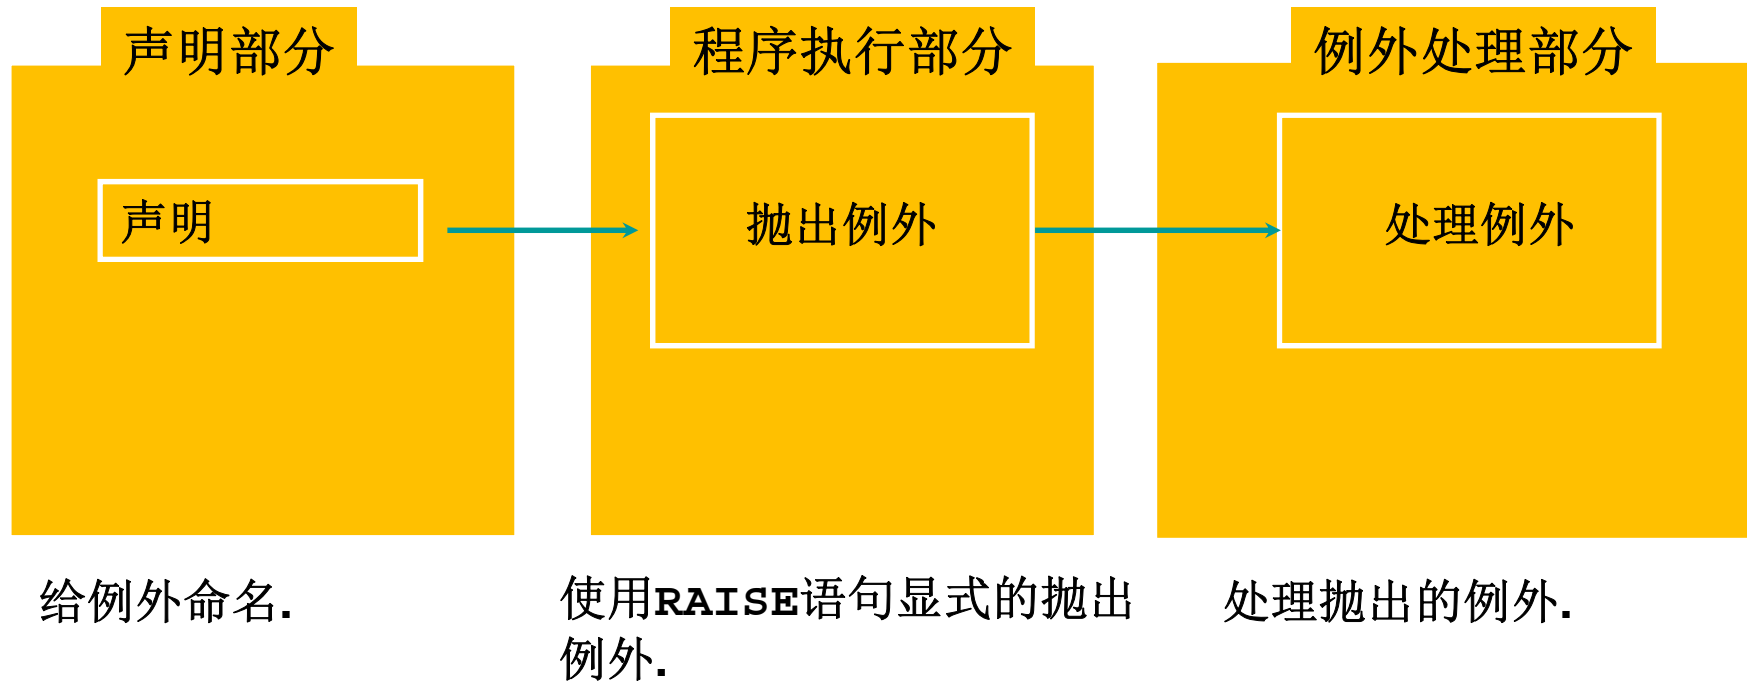 声明部分
程序执行部分
例外处理部分
声明
抛出例外
处理例外
给例外命名.
使用RAISE语句显式的抛出
例外.
处理抛出的例外.